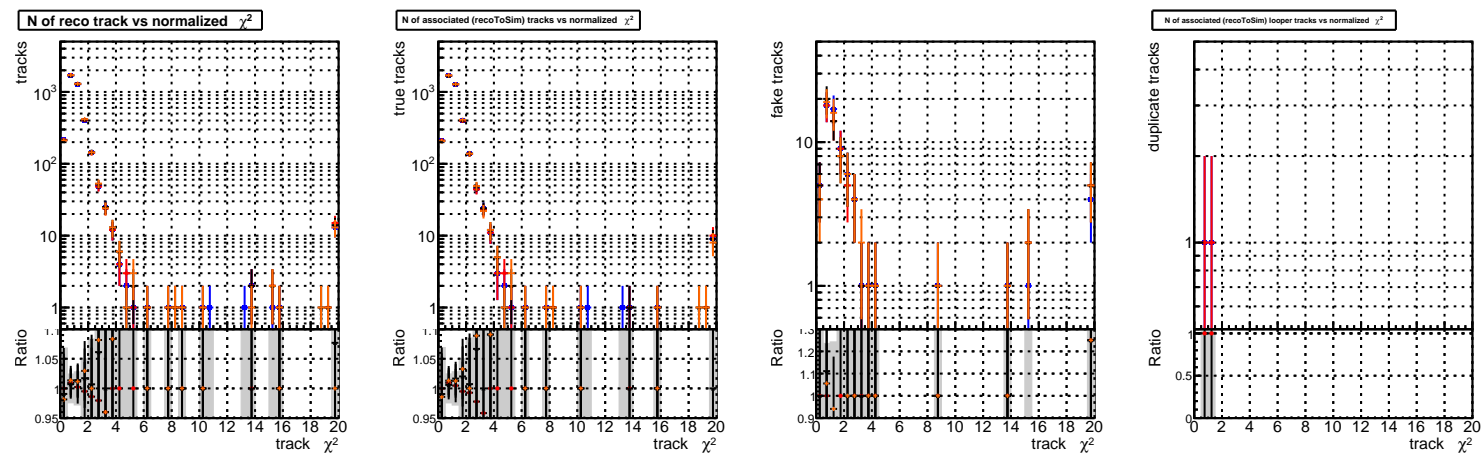 N of reco track vs normalized χ²
tracks
10³
10²
10
1
Ratio
1.1
1.05
1
0.95
0 2 4 6 8 10 12 14 16 18 20
track χ²
N of associated (recoToSim) tracks vs normalized χ²
true tracks
10³
10²
10
1
Ratio
1.1
1.05
1
0.95
0 2 4 6 8 10 12 14 16 18 20
track χ²
fake tracks
10
1
Ratio
1.3
1.2
1.1
1
0.9
0 2 4 6 8 10 12 14 16 18 20
track χ²
N of associated (recoToSim) looper tracks vs normalized χ²
duplicate tracks
1
Ratio
1
0.5
0
0 2 4 6 8 10 12 14 16 18 20
track χ²